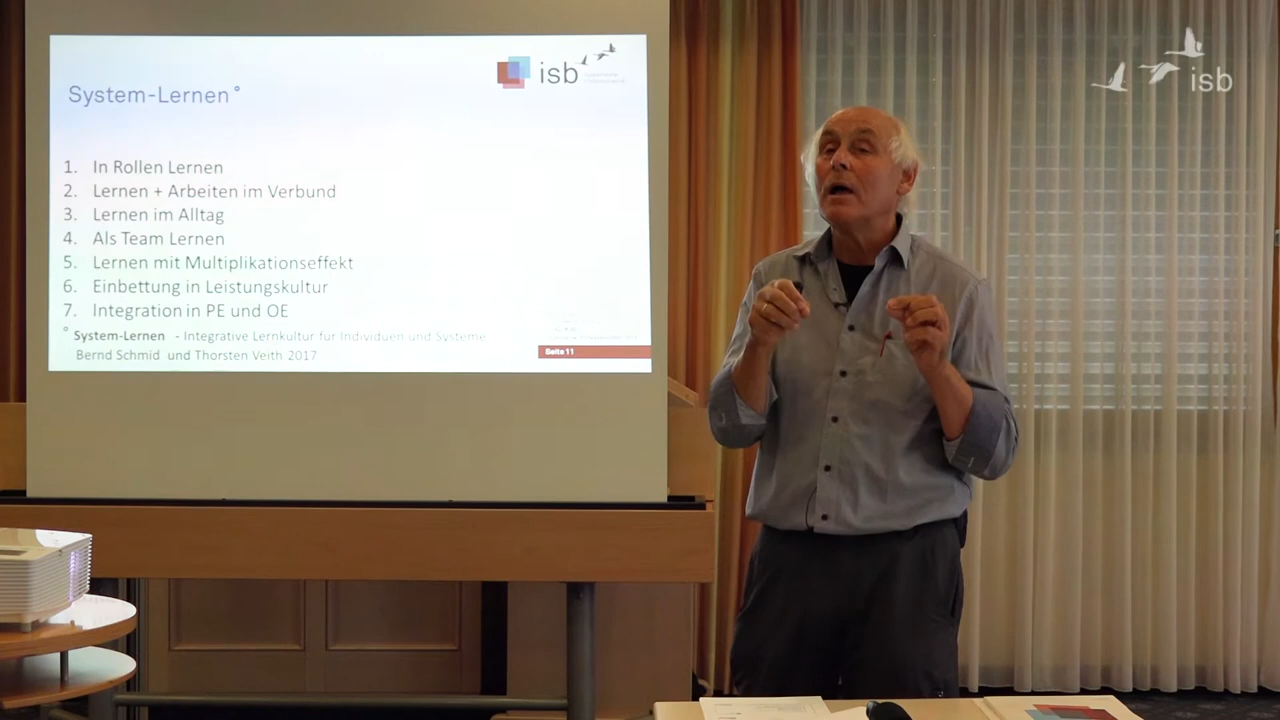 isb
System-Lernen°
isb
1. In Rollen Lernen
2. Lernen + Arbeiten im Verbund
3. Lernen im Alltag
4. Als Team Lernen
5. Lernen mit Multiplikationseffekt
6. Einbettung in Leistungskultur
7. Integration in PE und OE
° System-Lernen - Integrative Lernkultur für Individuen und Systeme
Bernd Schmid und Thorsten Veith 2017
Seite 11